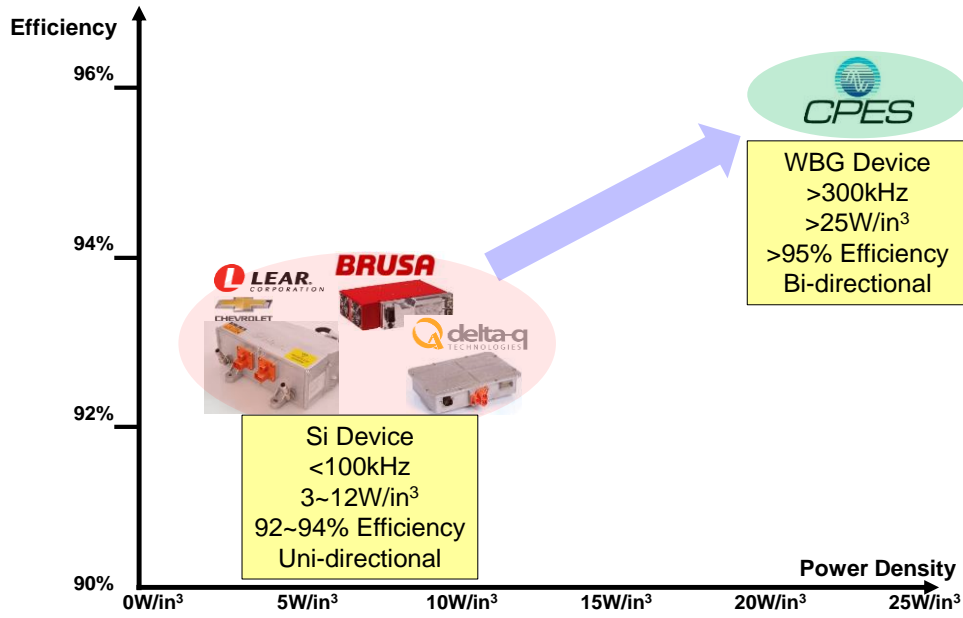 Efficiency
96%
94%
92%
90%
CPES
WBG Device
>300kHz
>25W/in³
>95% Efficiency
Bi-directional
LEAR.
CORPORATION
CHEVROLET
BRUSA
delta-q
TECHNOLOGIES
Si Device
<100kHz
3~12W/in³
92~94% Efficiency
Uni-directional
Power Density
0W/in³
5W/in³
10W/in³
15W/in³
20W/in³
25W/in³